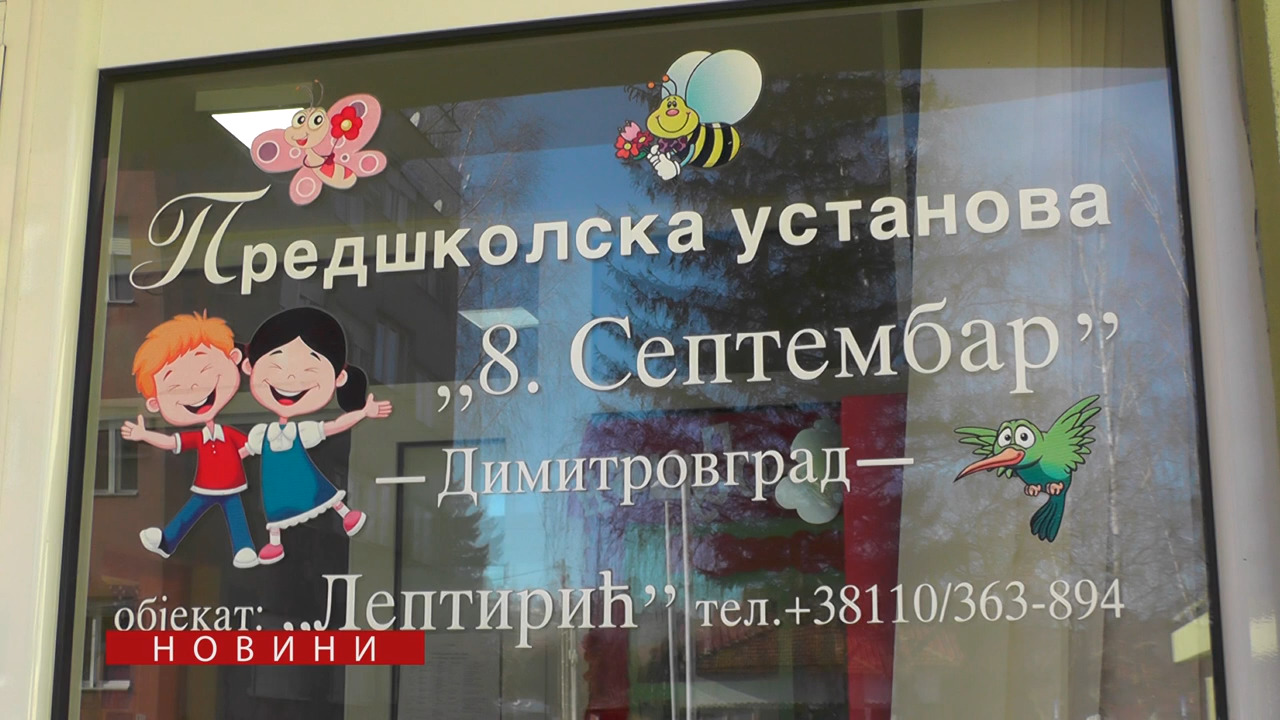 Предшколска установа
„8. Септембар”
—Димитровград—
објекат: „Лептирић” тел.+38110/363-894
НОВИНИ